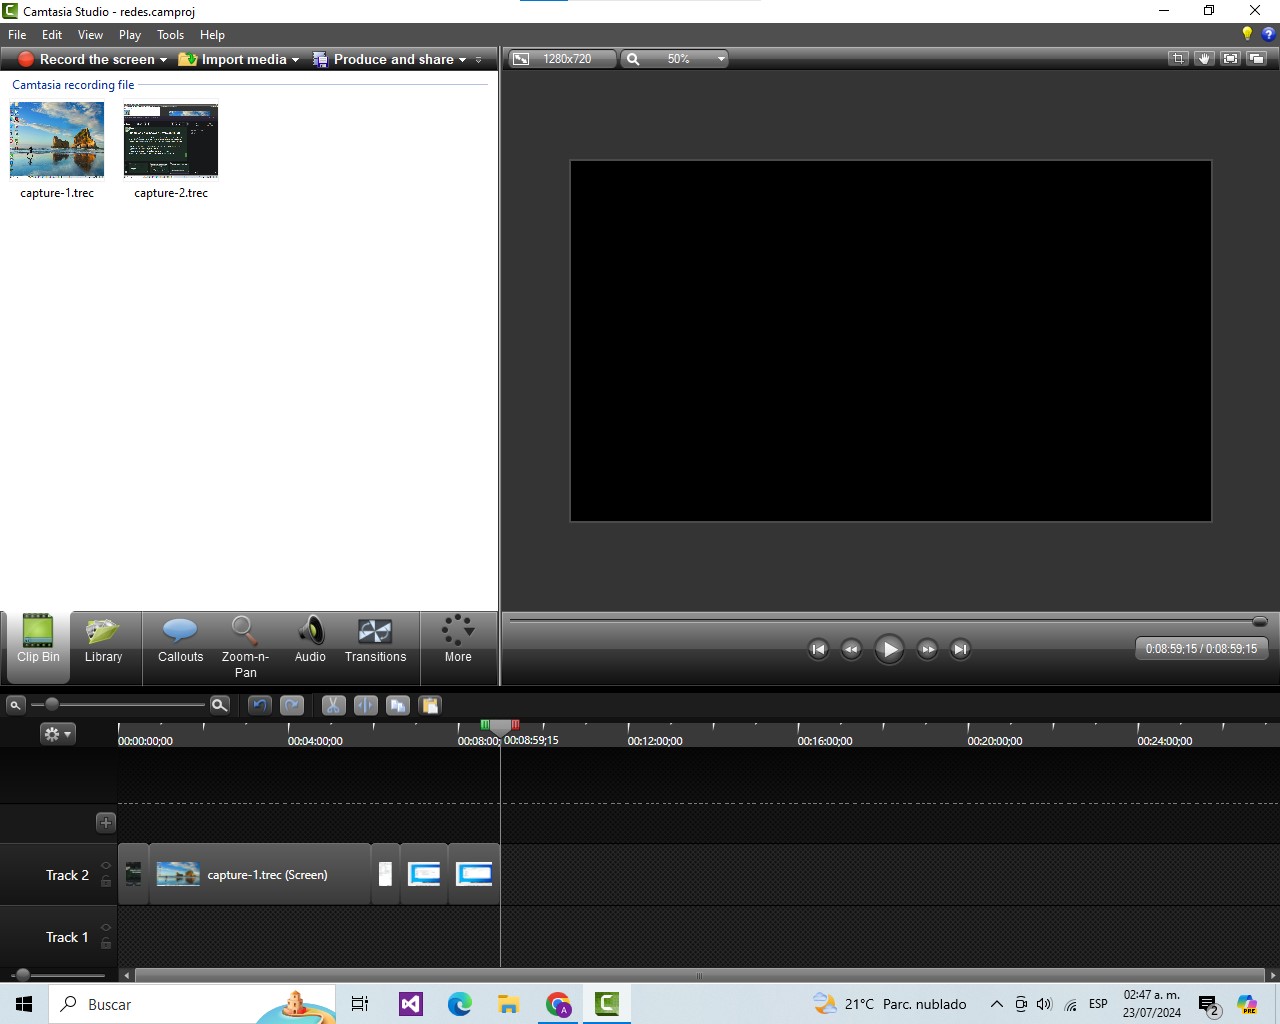 Camtasia Studio - redes.camproj
File Edit View Play Tools Help
Record the screen Import media Produce and share 1280x720 50%
Camtasia recording file
capture-1.trec capture-2.trec
Clip Bin Library Callouts Zoom-n-Pan Audio Transitions More
0:08:59;15 / 0:08:59;15
00:00:00;00 00:04:00;00 00:08:00; 00:08:59;15 00:12:00;00 00:16:00;00 00:20:00;00 00:24:00;00
Track 2 capture-1.trec (Screen)
Track 1
Buscar 21°C Parc. nublado ESP 02:47 a. m.
23/07/2024 2 PRE